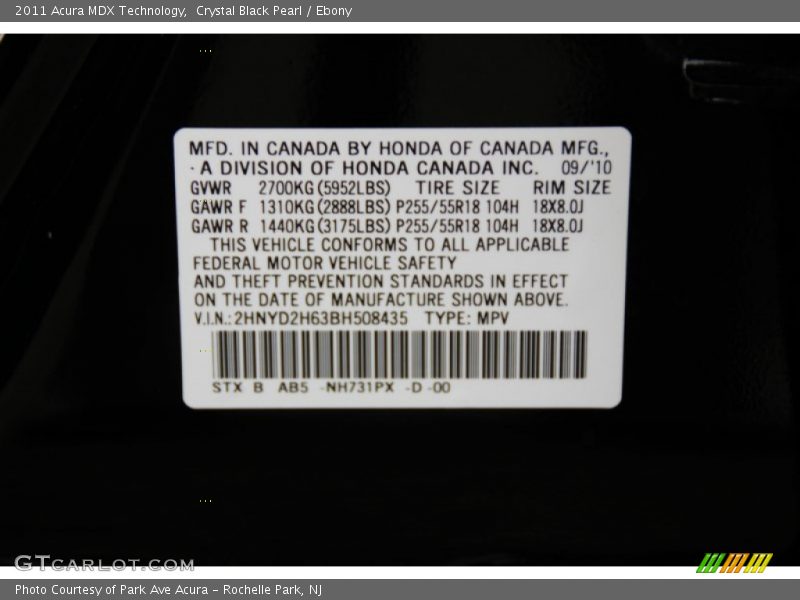 2011 Acura MDX Technology,  Crystal Black Pearl / Ebony
MFD. IN CANADA BY HONDA OF CANADA MFG.,
· A DIVISION OF HONDA CANADA INC.  09/'10
GVWR  2700KG(5952LBS)  TIRE SIZE  RIM SIZE
GAWR F  1310KG(2888LBS) P255/55R18 104H  18X8.0J
GAWR R  1440KG(3175LBS) P255/55R18 104H  18X8.0J
THIS VEHICLE CONFORMS TO ALL APPLICABLE
FEDERAL MOTOR VEHICLE SAFETY
AND THEFT PREVENTION STANDARDS IN EFFECT
ON THE DATE OF MANUFACTURE SHOWN ABOVE.
V.I.N.:2HNYD2H63BH508435  TYPE: MPV
STX  B  AB5  -NH731PX  -D -00
GTCARLOT.COM
Photo Courtesy of Park Ave Acura – Rochelle Park, NJ